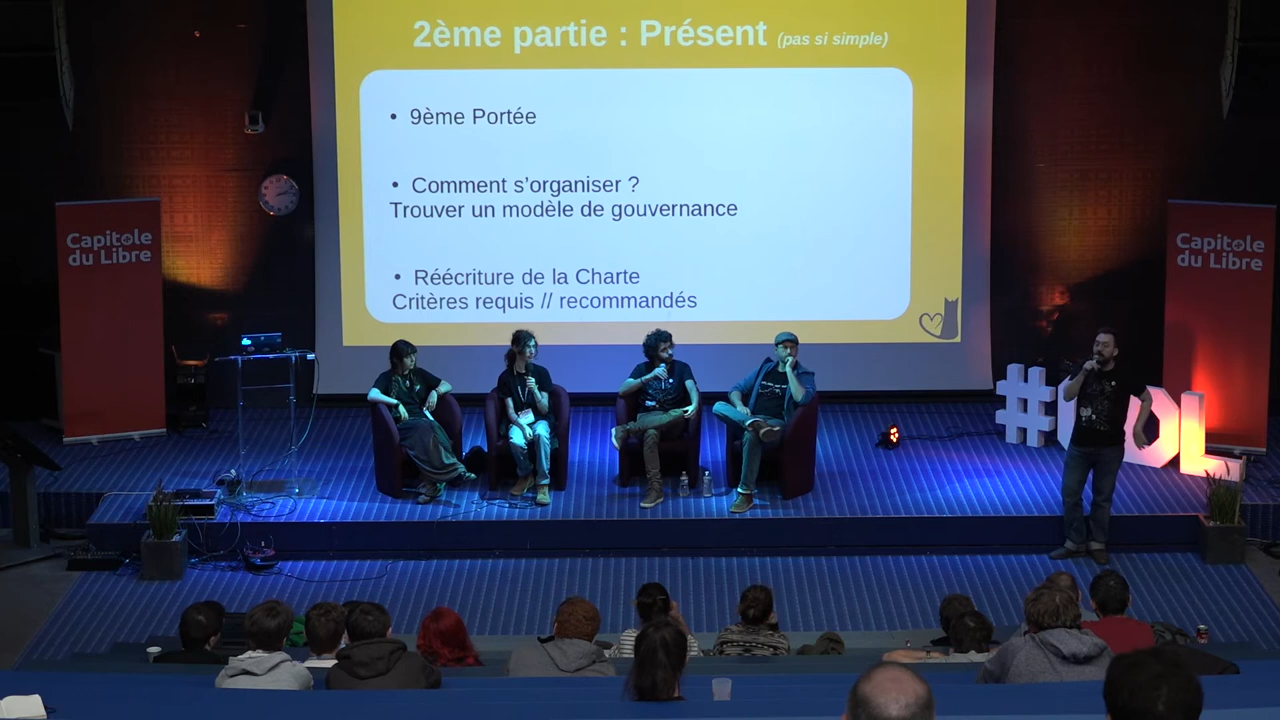 2ème partie : Présent (pas si simple)
• 9ème Portée
• Comment s'organiser ?
Trouver un modèle de gouvernance
• Réécriture de la Charte
Critères requis // recommandés
Capitole
du Libre
Capitole
du Libre
#CDL